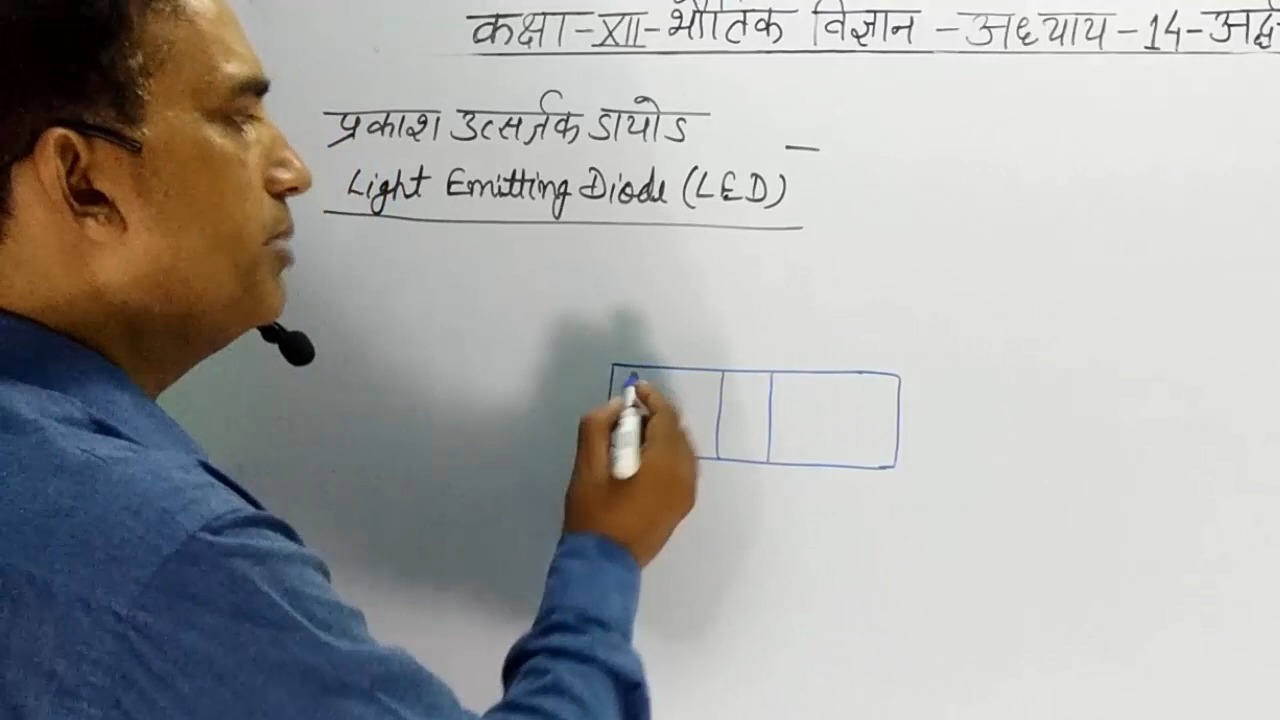 कक्षा-XII-भौतिक विज्ञान - अध्याय-14-
प्रकाश उत्सर्जक डायोड -
Light Emitting Diode (LED)